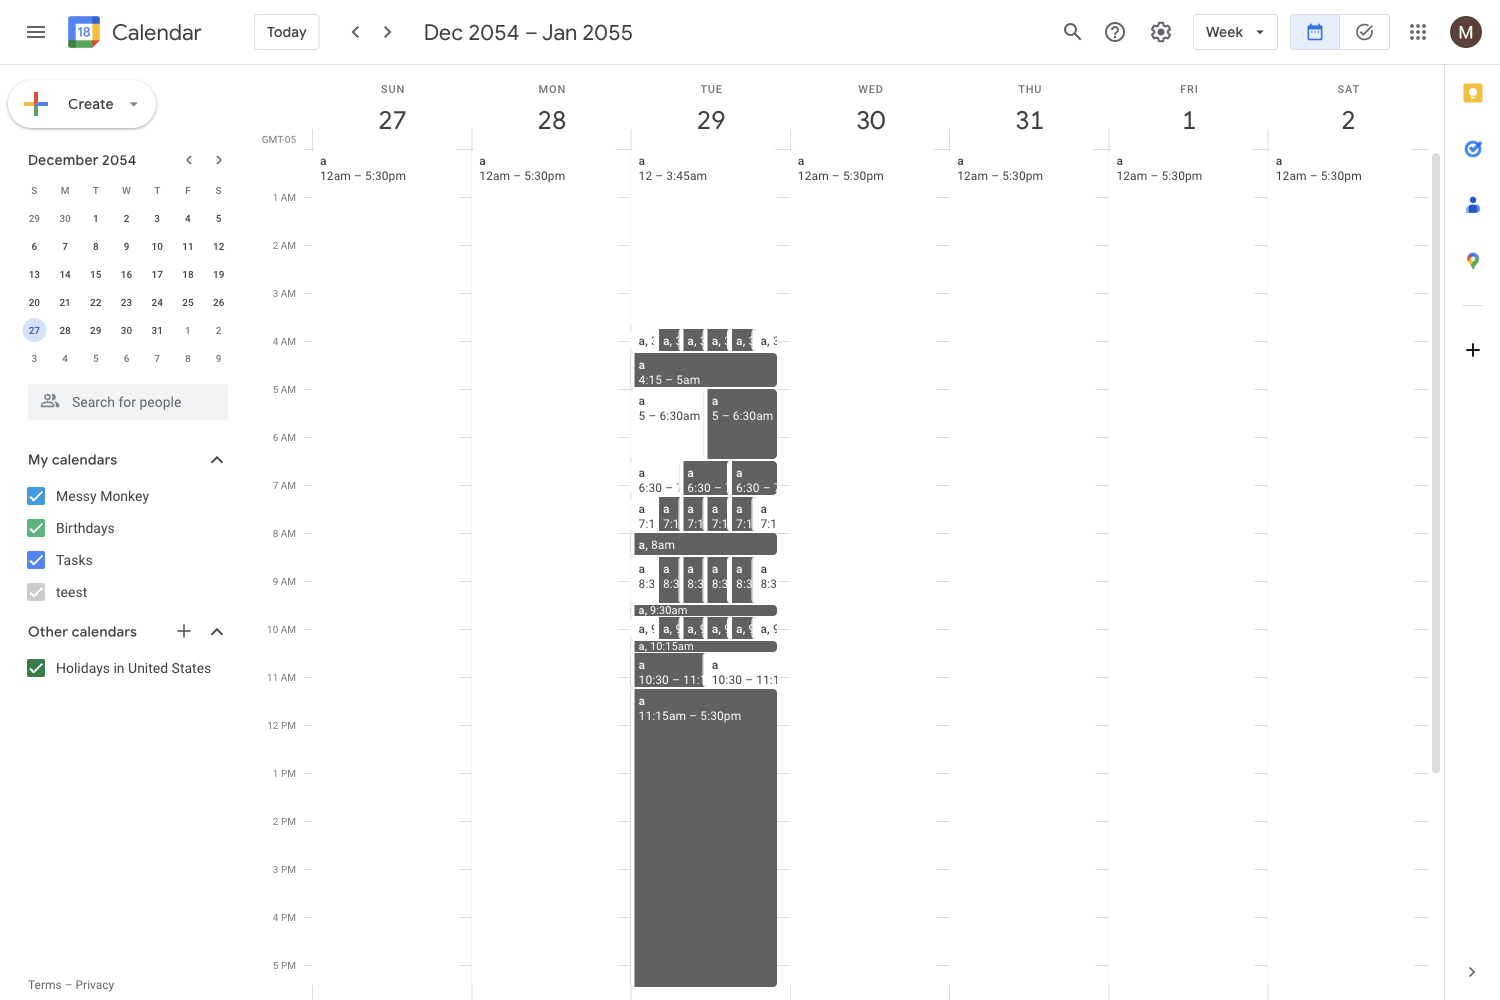 18 Calendar Today Dec 2054 – Jan 2055 Week M
Create
December 2054
S M T W T F S
29 30 1 2 3 4 5
6 7 8 9 10 11 12
13 14 15 16 17 18 19
20 21 22 23 24 25 26
27 28 29 30 31 1 2
3 4 5 6 7 8 9
Search for people
My calendars
Messy Monkey
Birthdays
Tasks
teest
Other calendars
Holidays in United States
Terms – Privacy
SUN MON TUE WED THU FRI SAT
27 28 29 30 31 1 2
GMT-05
a a a a a a a
12am – 5:30pm 12am – 5:30pm 12 – 3:45am 12am – 5:30pm 12am – 5:30pm 12am – 5:30pm 12am – 5:30pm
1 AM
2 AM
3 AM
4 AM a, a, a, a, a, a,
a
4:15 – 5am
5 AM
a a
5 – 6:30am 5 – 6:30am
6 AM
a a a
7 AM 6:30 – 6:30 – 6:30 –
a a a a a a
7:1 7:1 7:1 7:1 7:1 7:1
8 AM
a, 8am
a a a a a a
9 AM 8:3 8:3 8:3 8:3 8:3 8:3
a, 9:30am
10 AM a, 9 a, 9 a, 9 a, 9 a, 9 a, 9
a, 10:15am
a a
11 AM 10:30 – 11:1 10:30 – 11:1
a
11:15am – 5:30pm
12 PM
1 PM
2 PM
3 PM
4 PM
5 PM